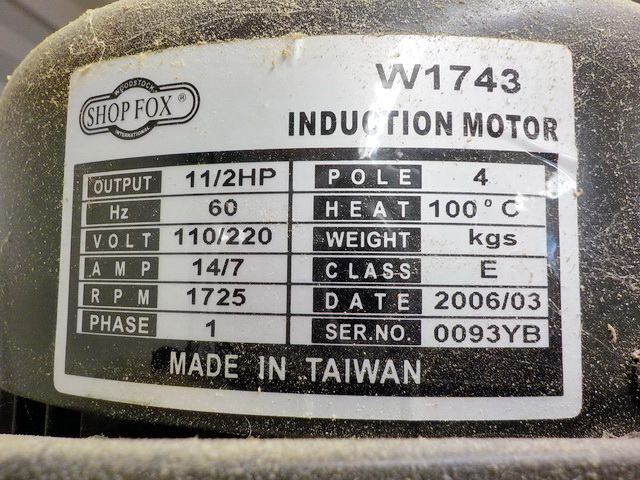 W1743
WOODSTOCK
SHOP FOX ®
INTERNATIONAL
INDUCTION MOTOR
OUTPUT 11/2HP POLE 4
Hz 60 HEAT 100°C
VOLT 110/220 WEIGHT kgs
AMP 14/7 CLASS E
RPM 1725 DATE 2006/03
PHASE 1 SER.NO. 0093YB
MADE IN TAIWAN